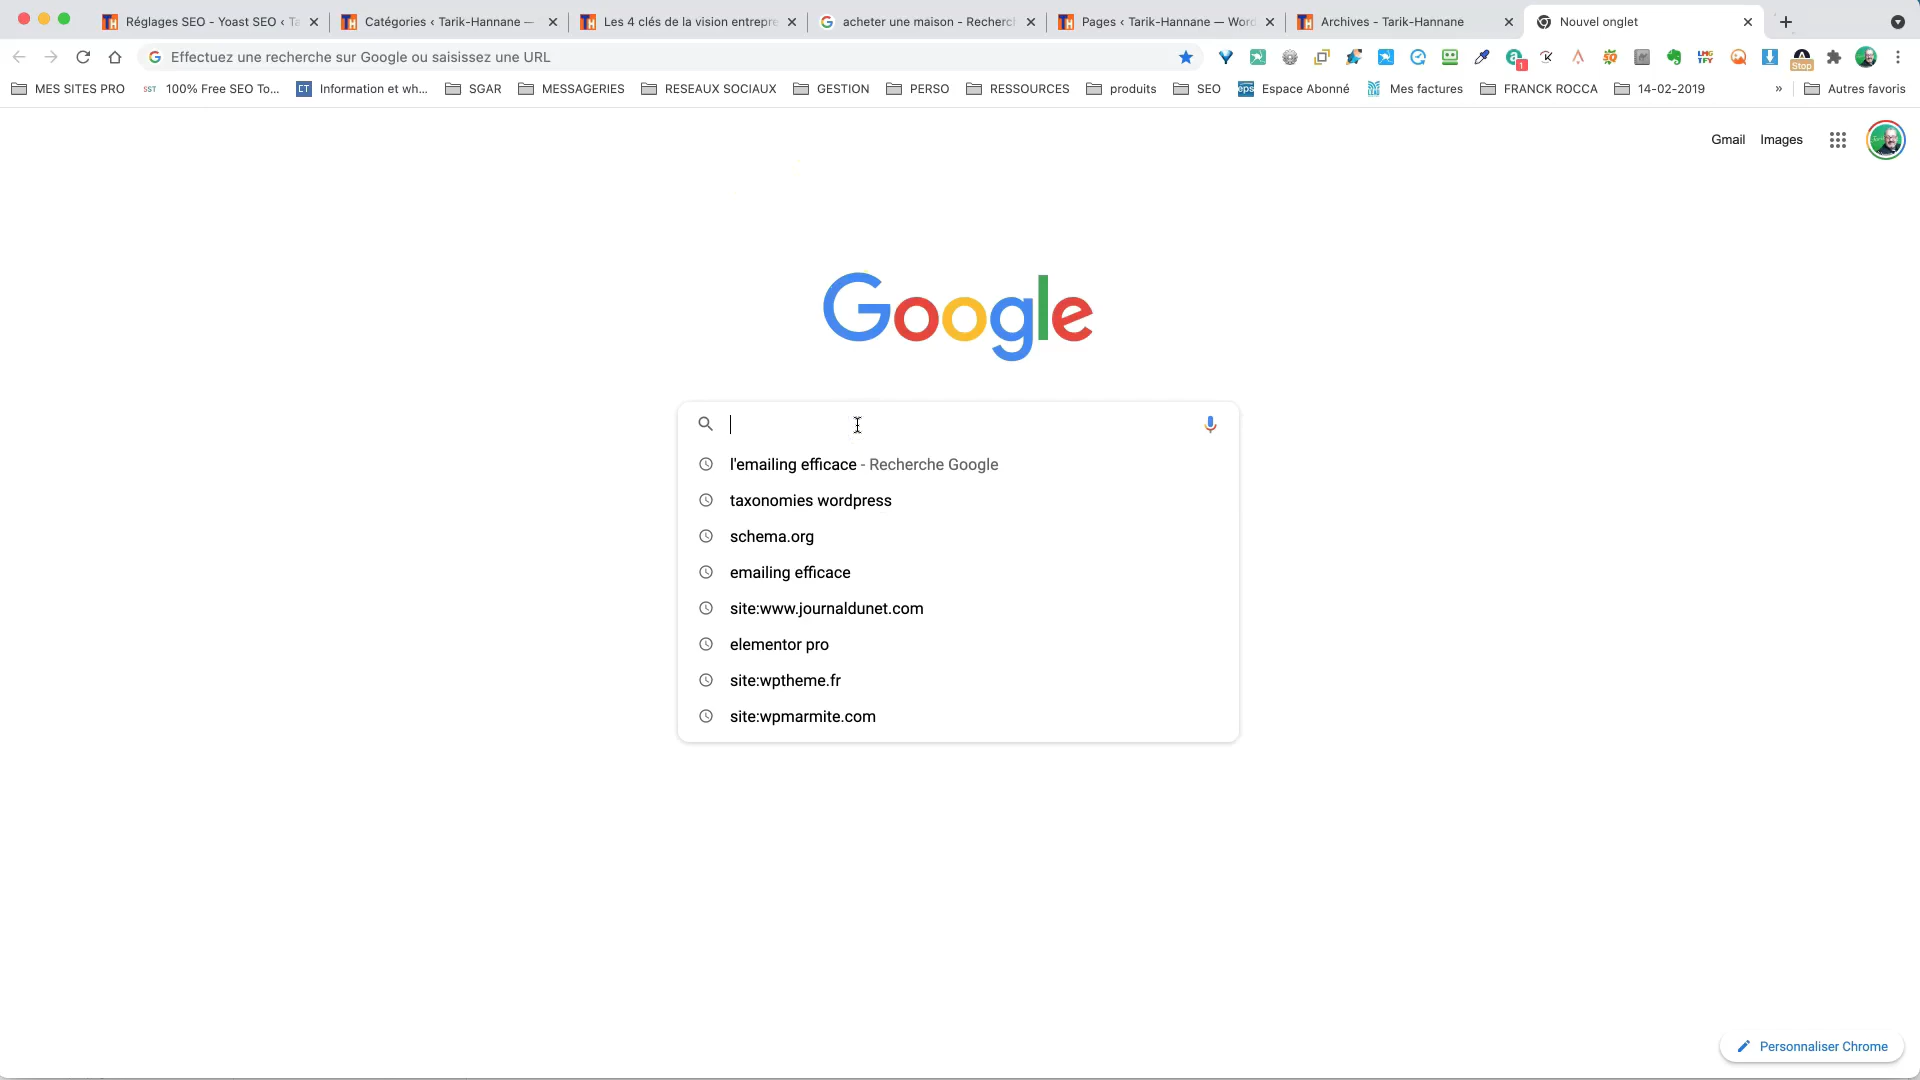 Réglages SEO - Yoast SEO ‹ Ta
Catégories ‹ Tarik-Hannane —
Les 4 clés de la vision entrepre
acheter une maison - Recherch
Pages ‹ Tarik-Hannane — Word
Archives - Tarik-Hannane
Nouvel onglet
Effectuez une recherche sur Google ou saisissez une URL
MES SITES PRO
SST 100% Free SEO To...
CT Information et wh...
SGAR
MESSAGERIES
RESEAUX SOCIAUX
GESTION
PERSO
RESSOURCES
produits
SEO
eps Espace Abonné
Mes factures
FRANCK ROCCA
14-02-2019
»
Autres favoris
Gmail Images
Google
l'emailing efficace - Recherche Google
taxonomies wordpress
schema.org
emailing efficace
site:www.journaldunet.com
elementor pro
site:wptheme.fr
site:wpmarmite.com
Personnaliser Chrome